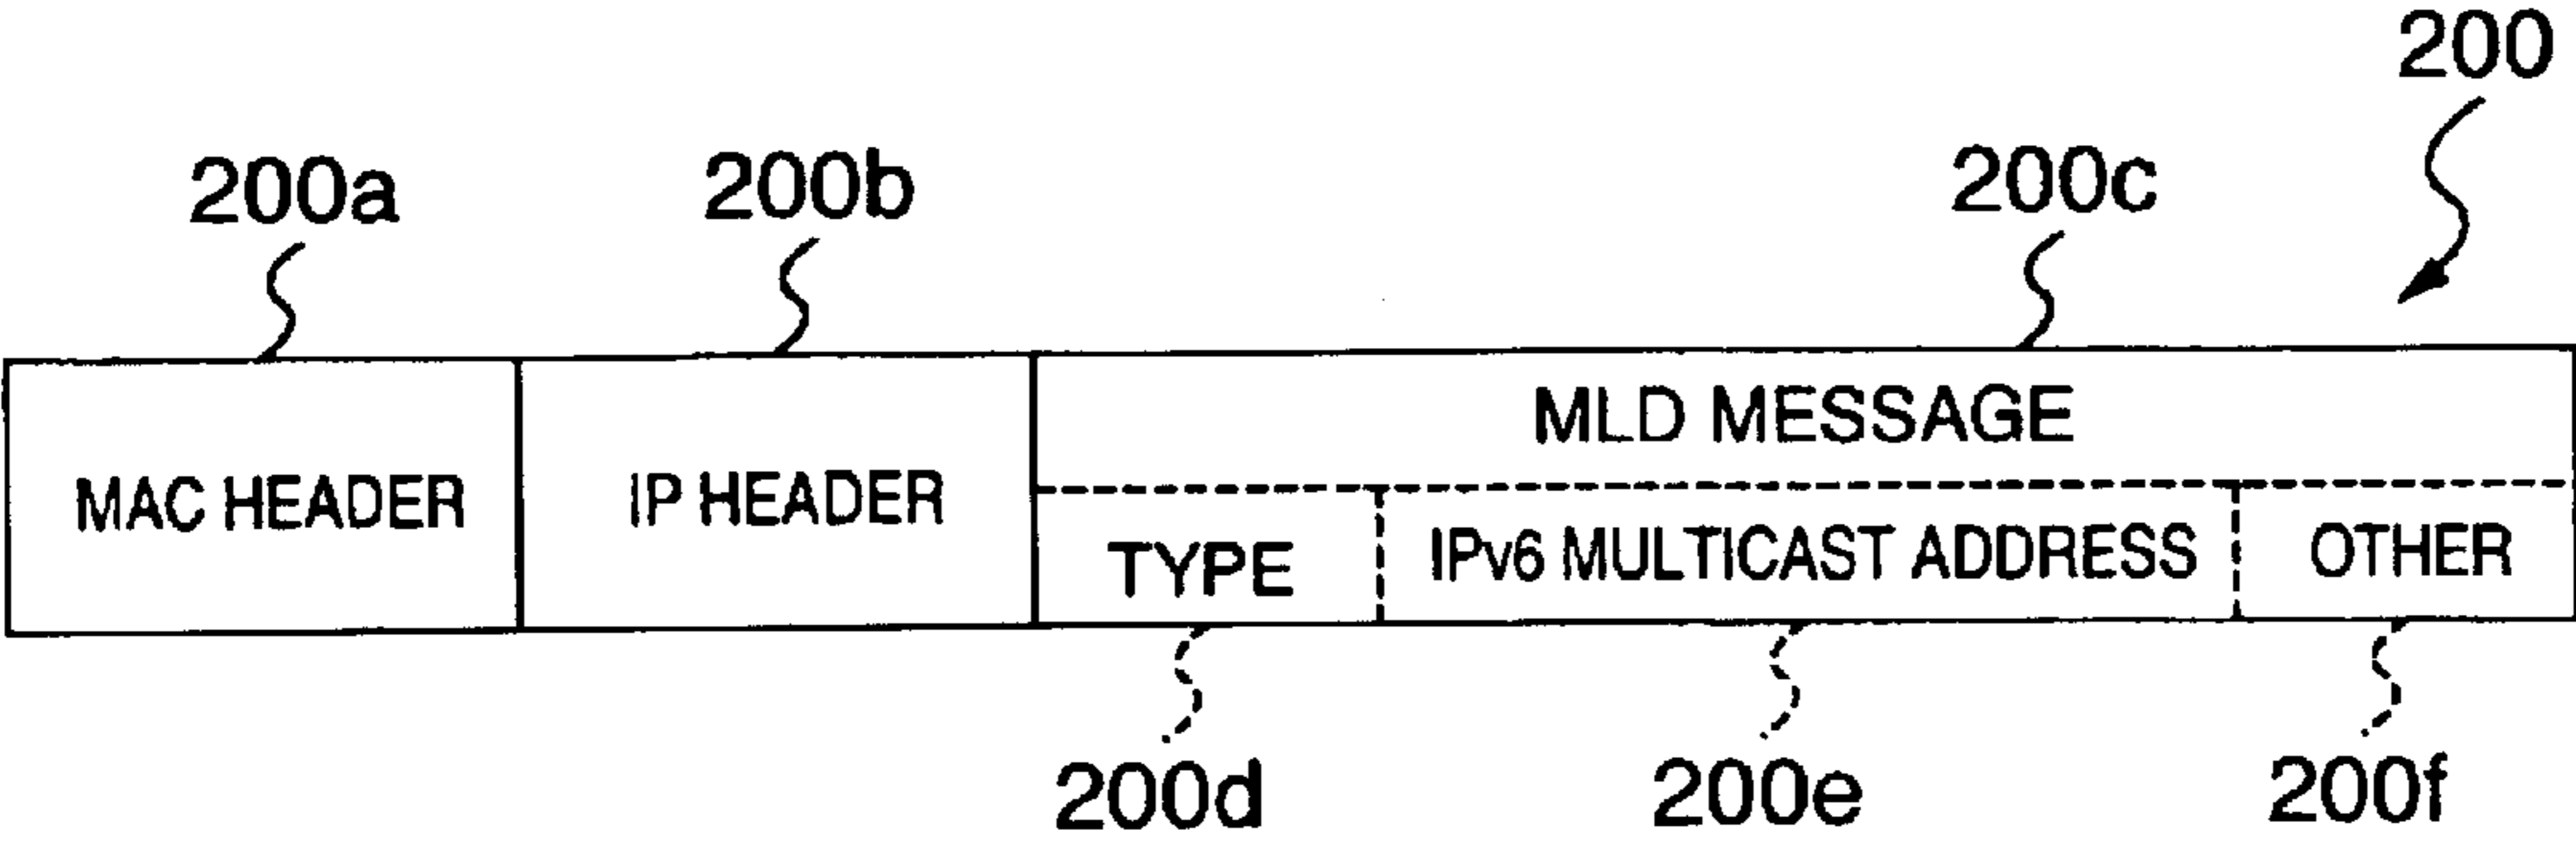 200
200a 200b 200c
MLD MESSAGE
MAC HEADER IP HEADER
TYPE IPv6 MULTICAST ADDRESS OTHER
200d 200e 200f